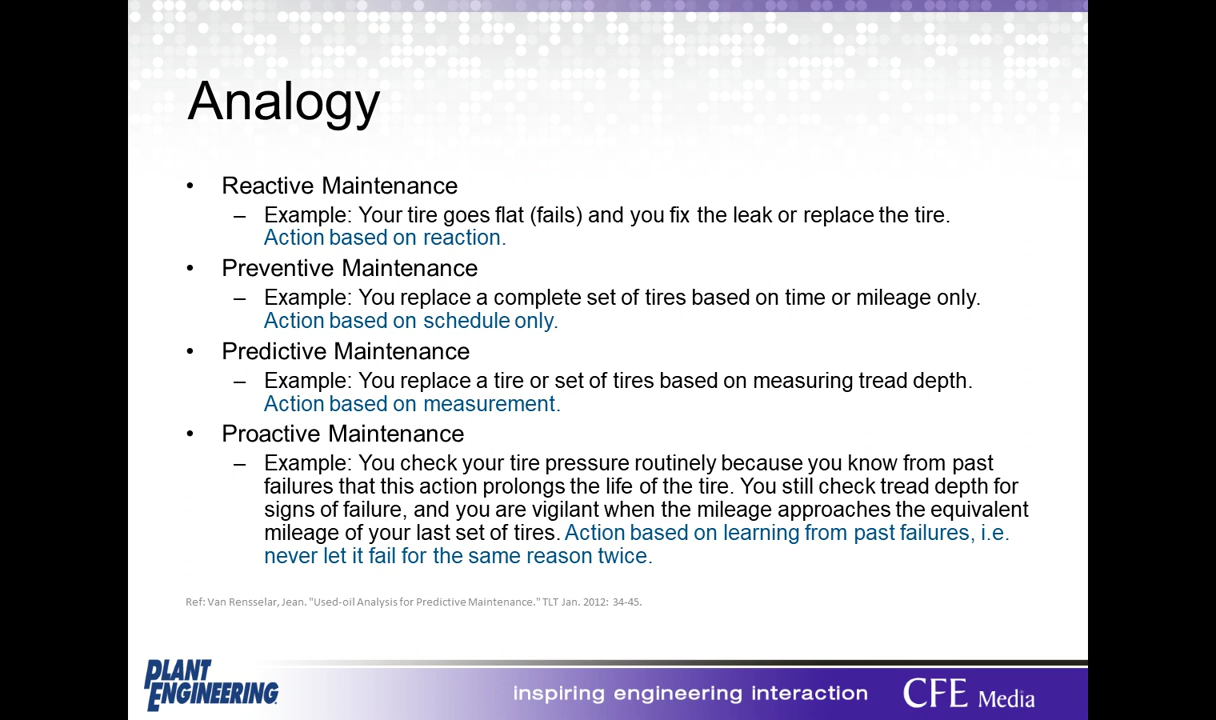 Analogy
• Reactive Maintenance
– Example: Your tire goes flat (fails) and you fix the leak or replace the tire.
Action based on reaction.
• Preventive Maintenance
– Example: You replace a complete set of tires based on time or mileage only.
Action based on schedule only.
• Predictive Maintenance
– Example: You replace a tire or set of tires based on measuring tread depth.
Action based on measurement.
• Proactive Maintenance
– Example: You check your tire pressure routinely because you know from past
failures that this action prolongs the life of the tire. You still check tread depth for
signs of failure, and you are vigilant when the mileage approaches the equivalent
mileage of your last set of tires. Action based on learning from past failures, i.e.
never let it fail for the same reason twice.
Ref: Van Rensselar, Jean. "Used-oil Analysis for Predictive Maintenance." TLT Jan. 2012: 34-45.
PLANT
ENGINEERING
inspiring engineering interaction
CFE Media